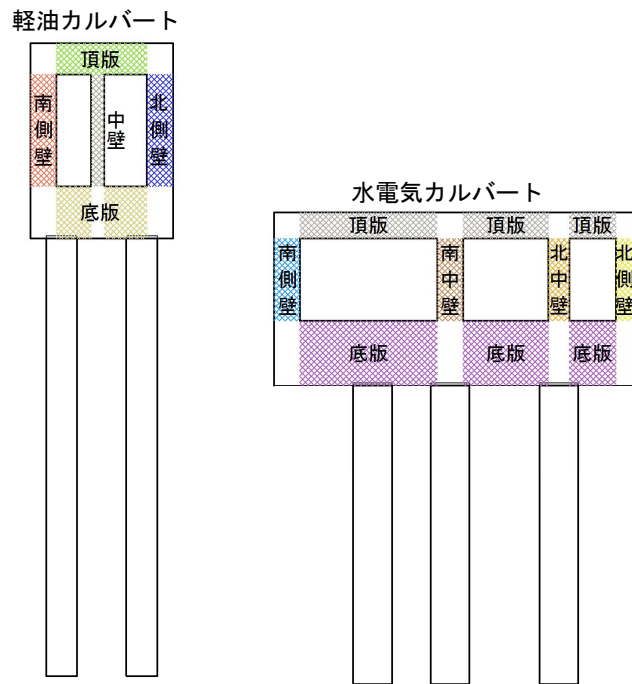 軽油カルバート
頂版
南側壁
中壁
北側壁
底版
水電気カルバート
頂版
頂版
頂版
南側壁
南中壁
北中壁
北側壁
底版
底版
底版